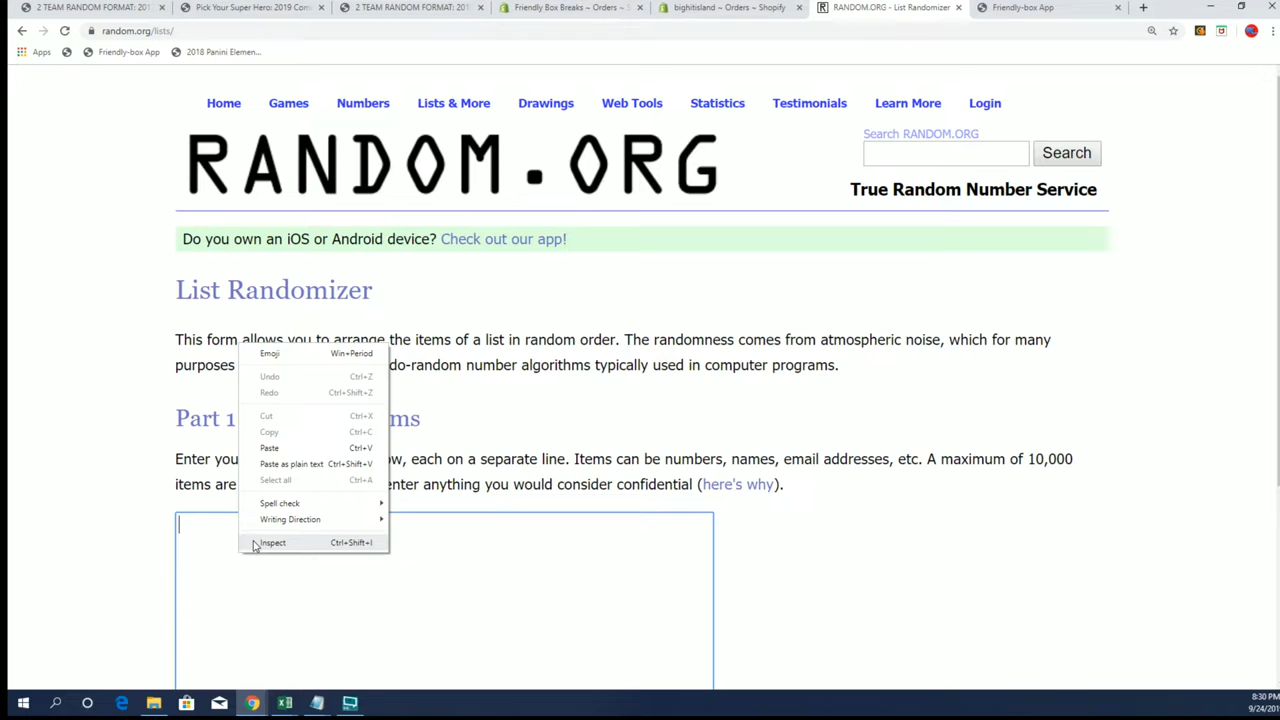 2 TEAM RANDOM FORMAT: 201
Pick Your Super Hero: 2019 Com
2 TEAM RANDOM FORMAT: 201
Friendly Box Breaks ~ Orders ~ S
bighitisland ~ Orders ~ Shopify
RANDOM.ORG - List Randomizer
Friendly-box App
random.org/lists/
Apps
Friendly-box App
2018 Panini Elemen...
Home Games Numbers Lists & More Drawings Web Tools Statistics Testimonials Learn More Login
RANDOM.ORG
Search RANDOM.ORG
Search
True Random Number Service
Do you own an iOS or Android device? Check out our app!
List Randomizer
This form allows you to arrange the items of a list in random order. The randomness comes from atmospheric noise, which for many
purposes do-random number algorithms typically used in computer programs.
Part 1 ms
Enter you ow, each on a separate line. Items can be numbers, names, email addresses, etc. A maximum of 10,000
items are enter anything you would consider confidential (here's why).
Emoji Win+Period
Undo Ctrl+Z
Redo Ctrl+Shift+Z
Cut Ctrl+X
Copy Ctrl+C
Paste Ctrl+V
Paste as plain text Ctrl+Shift+V
Select all Ctrl+A
Spell check
Writing Direction
Inspect Ctrl+Shift+I
8:30 PM
9/24/201